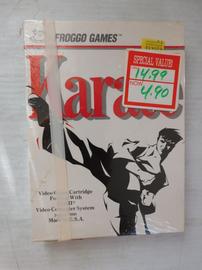 FROGGO GAMES™
SPECIAL VALUE!
14.99
NOW
4.90
Karate
Video Game Cartridge
For Use With
Video Computer System
Made in U.S.A.